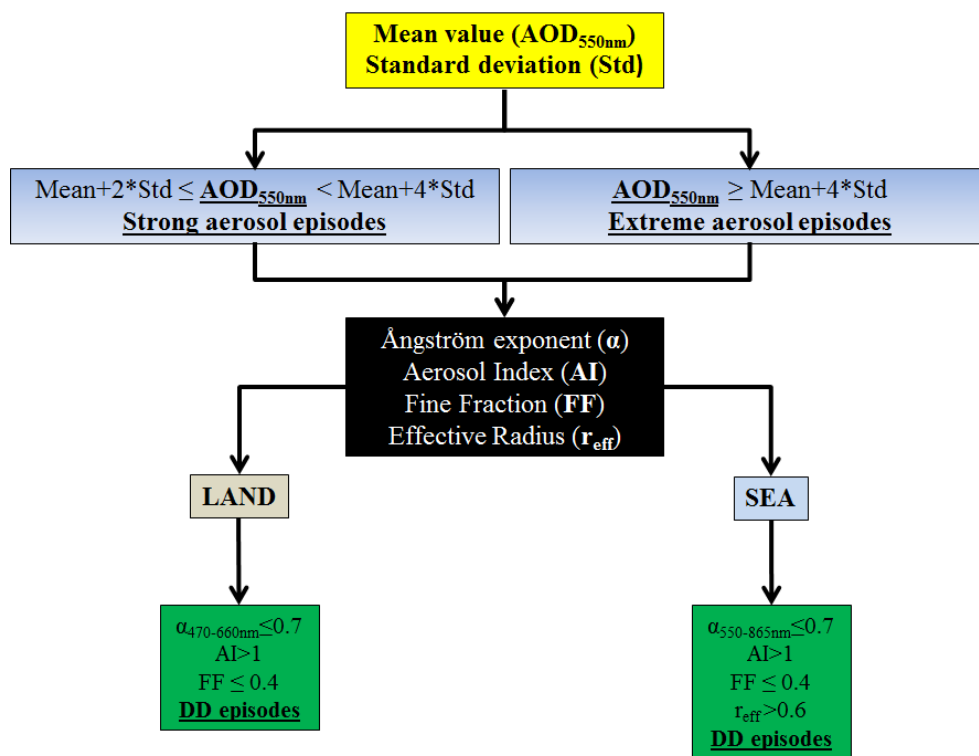 Mean value (AOD550nm)
Standard deviation (Std)
Mean+2*Std ≤ AOD550nm < Mean+4*Std
Strong aerosol episodes
AOD550nm ≥ Mean+4*Std
Extreme aerosol episodes
Ångström exponent (α)
Aerosol Index (AI)
Fine Fraction (FF)
Effective Radius (reff)
LAND
SEA
α470-660nm≤0.7
AI>1
FF ≤ 0.4
DD episodes
α550-865nm≤0.7
AI>1
FF ≤ 0.4
reff>0.6
DD episodes